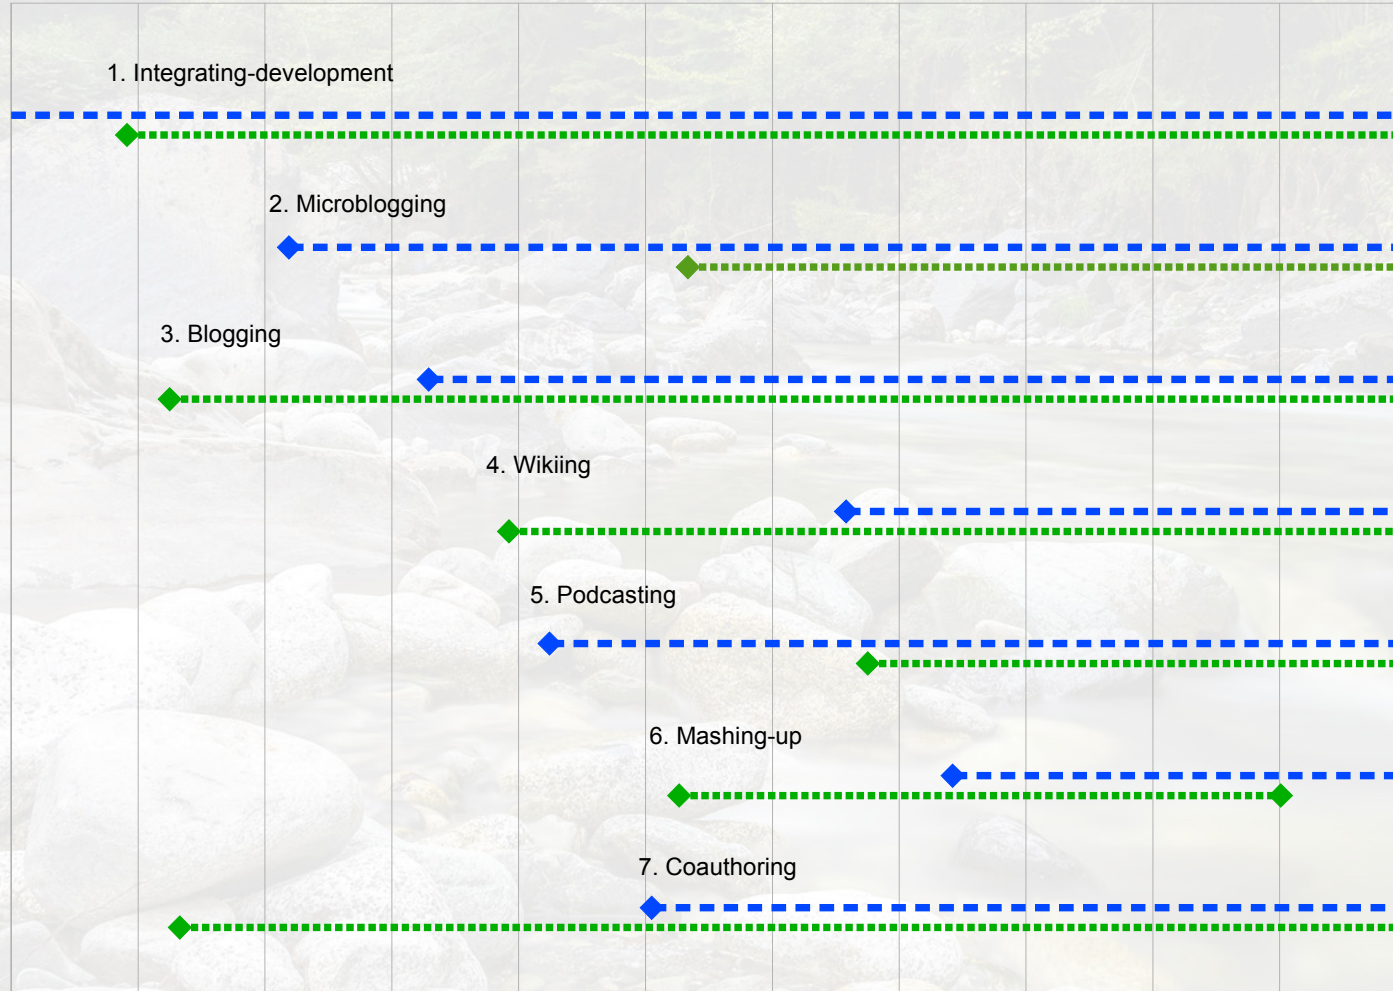 1. Integrating-development
2. Microblogging
3. Blogging
4. Wikiing
5. Podcasting
6. Mashing-up
7. Coauthoring